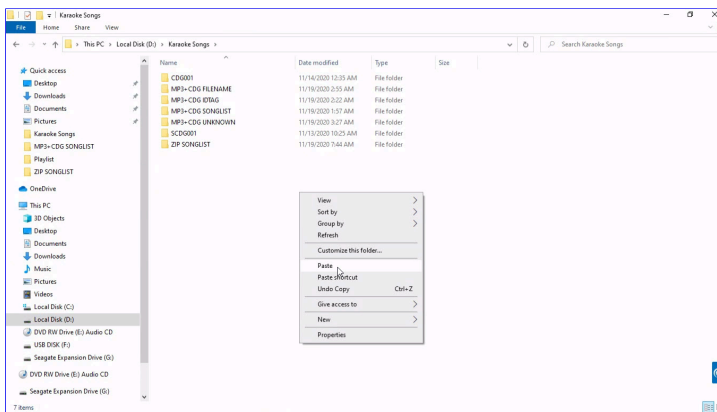 Karaoke Songs
File Home Share View
This PC > Local Disk (D:) > Karaoke Songs >
Search Karaoke Songs
Name Date modified Type Size
CDG001 11/14/2020 12:35 AM File folder
MP3+CDG FILENAME 11/19/2020 2:55 AM File folder
MP3+CDG IDTAG 11/19/2020 2:22 AM File folder
MP3+CDG SONGLIST 11/19/2020 1:57 AM File folder
MP3+CDG UNKNOWN 11/19/2020 3:27 AM File folder
SCDG001 11/13/2020 10:25 AM File folder
ZIP SONGLIST 11/19/2020 7:44 AM File folder
Quick access
Desktop
Downloads
Documents
Pictures
Karaoke Songs
MP3+CDG SONGLIST
Playlist
ZIP SONGLIST
OneDrive
This PC
3D Objects
Desktop
Documents
Downloads
Music
Pictures
Videos
Local Disk (C:)
Local Disk (D:)
DVD RW Drive (E:) Audio CD
USB DISK (F:)
Seagate Expansion Drive (G:)
DVD RW Drive (E:) Audio CD
Seagate Expansion Drive (G:)
View
Sort by
Group by
Refresh
Customize this folder...
Paste
Paste shortcut
Undo Copy Ctrl+Z
Give access to
New
Properties
7 items